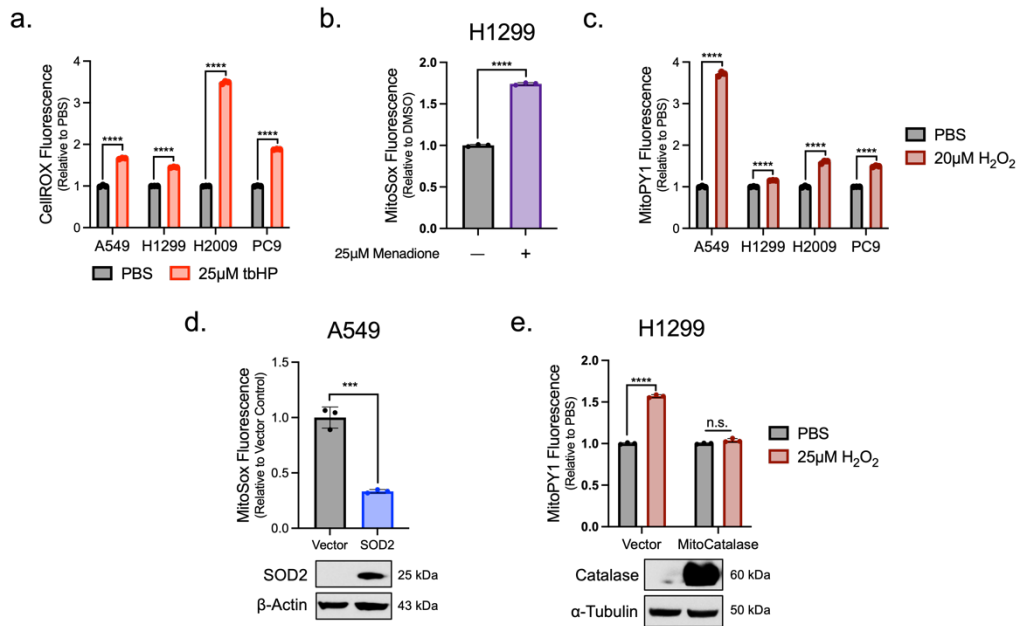 a.
CellROX Fluorescence
(Relative to PBS)
4
3
2
1
0
****
****
****
****
A549 H1299 H2009 PC9
PBS 25µM tbHP
b.
H1299
MitoSox Fluorescence
(Relative to DMSO)
2.0
1.5
1.0
0.5
0.0
****
25µM Menadione — +
c.
MitoPY1 Fluorescence
(Relative to PBS)
4
3
2
1
0
****
****
****
****
A549 H1299 H2009 PC9
PBS
20µM H₂O₂
d.
A549
MitoSox Fluorescence
(Relative to Vector Control)
1.5
1.0
0.5
0.0
***
Vector SOD2
SOD2 25 kDa
β-Actin 43 kDa
e.
H1299
MitoPY1 Fluorescence
(Relative to PBS)
2.0
1.5
1.0
0.5
0.0
****
n.s.
Vector MitoCatalase
PBS
25µM H₂O₂
Catalase 60 kDa
α-Tubulin 50 kDa